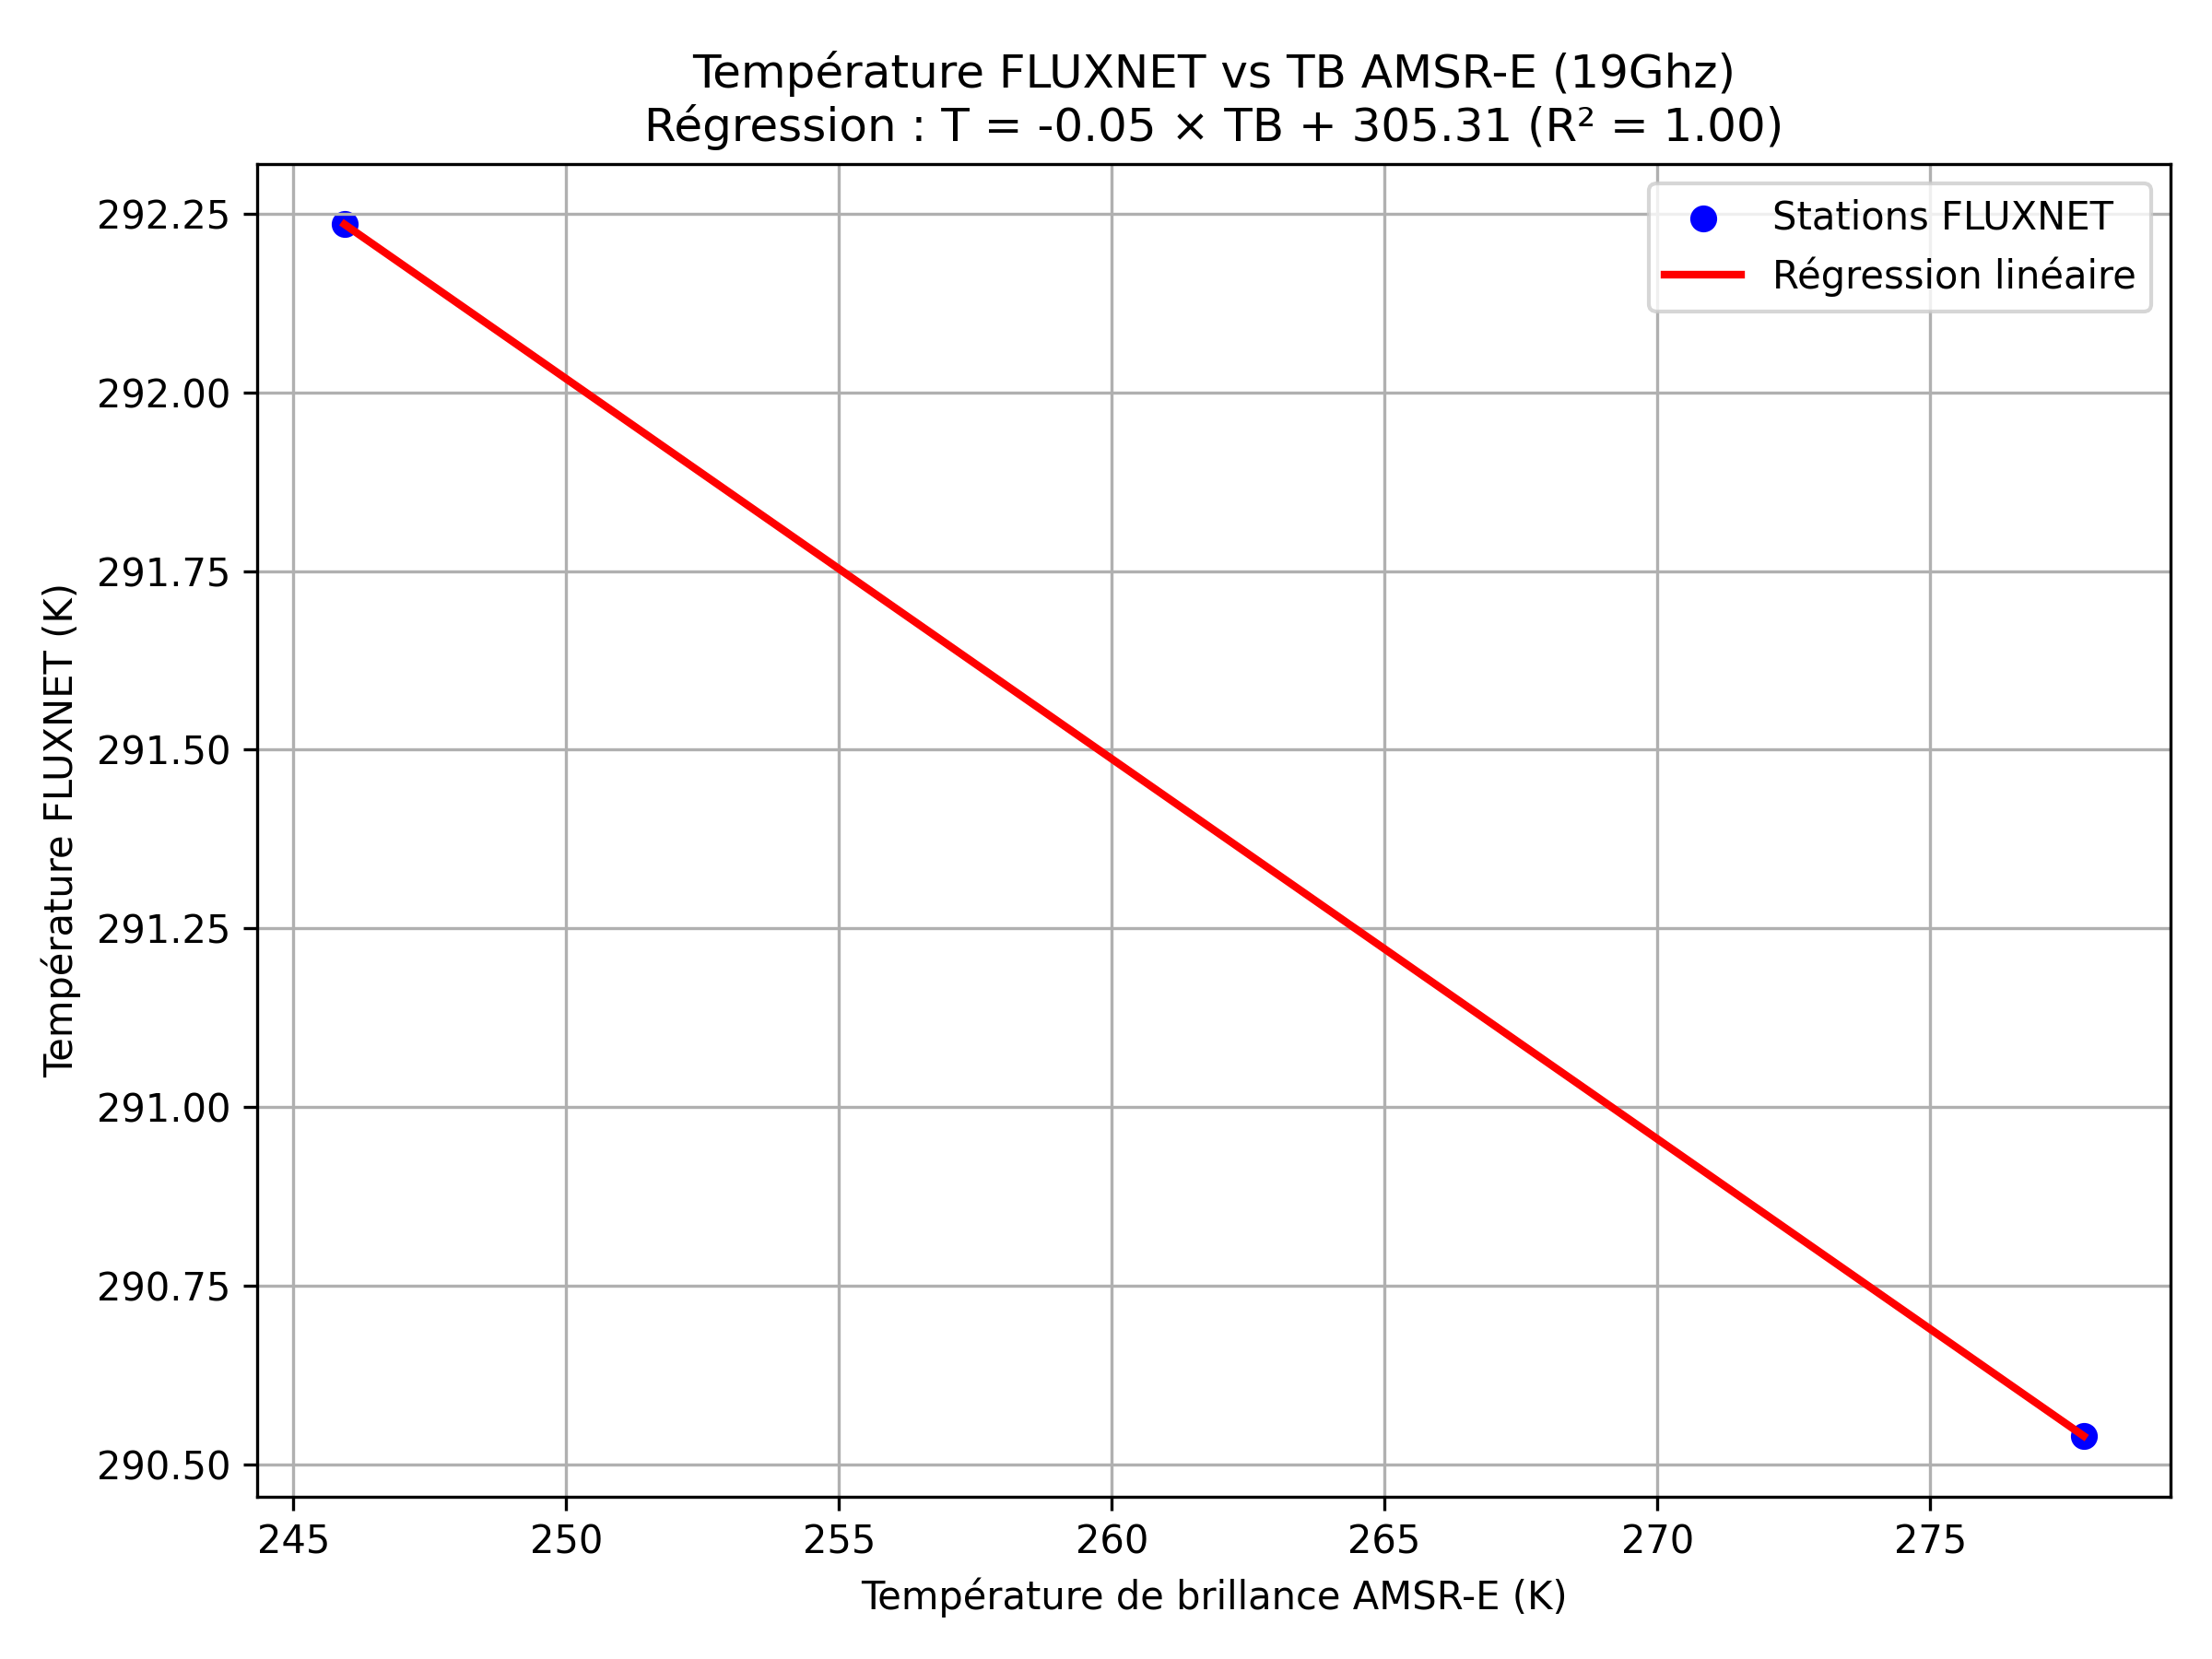 Température FLUXNET vs TB AMSR-E (19Ghz)
Régression : T = -0.05 × TB + 305.31 (R² = 1.00)
Stations FLUXNET
Régression linéaire
Température FLUXNET (K)
292.25
292.00
291.75
291.50
291.25
291.00
290.75
290.50
245 250 255 260 265 270 275
Température de brillance AMSR-E (K)